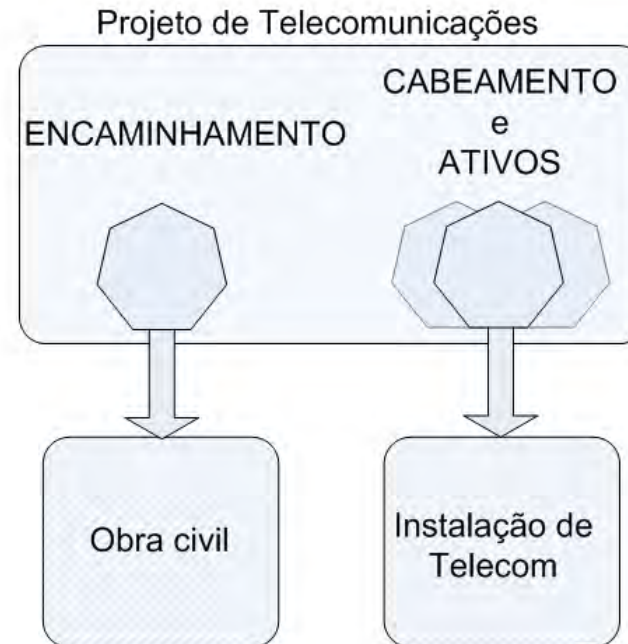 Projeto de Telecomunicações
ENCAMINHAMENTO
CABEAMENTO
e
ATIVOS
Obra civil
Instalação de
Telecom